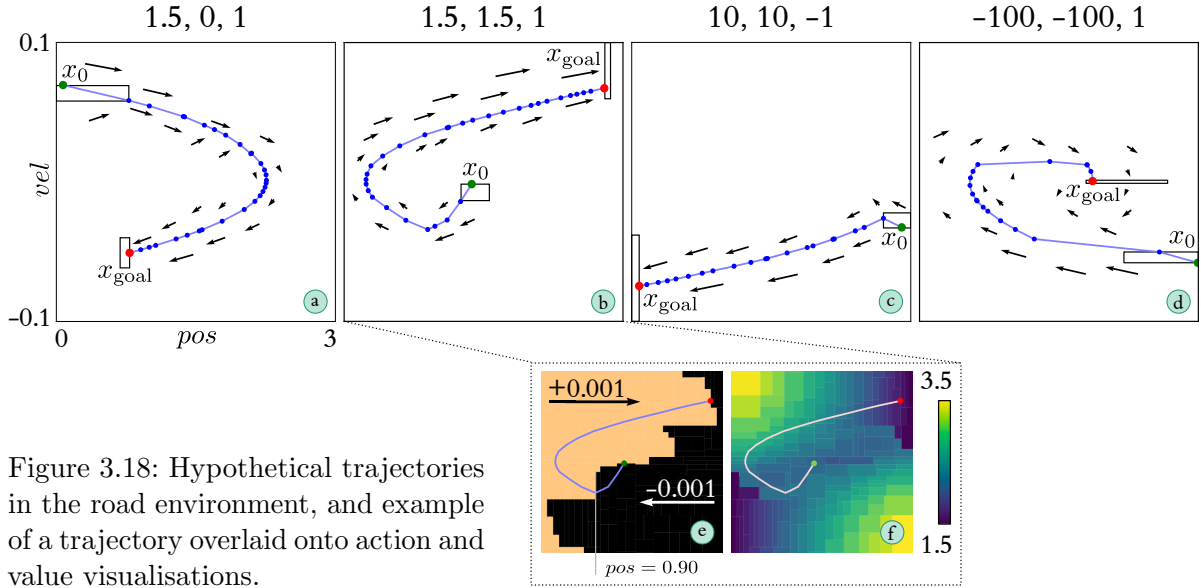 1.5, 0, 1
1.5, 1.5, 1
10, 10, –1
–100, –100, 1
0.1
vel
–0.1
0
pos
3
x0
xgoal
a
xgoal
x0
b
x0
xgoal
c
xgoal
x0
d
+0.001
–0.001
e
pos = 0.90
f
3.5
1.5
Figure 3.18: Hypothetical trajectories
in the road environment, and example
of a trajectory overlaid onto action and
value visualisations.